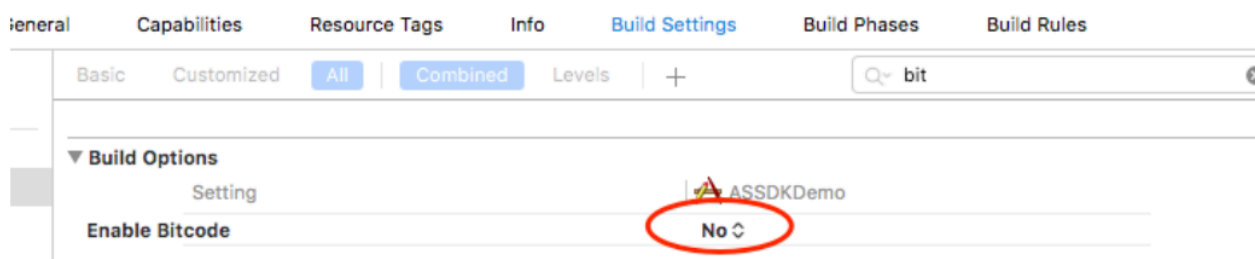 General Capabilities Resource Tags Info Build Settings Build Phases Build Rules
Basic Customized All Combined Levels + bit
Build Options
Setting ASSDKDemo
Enable Bitcode No